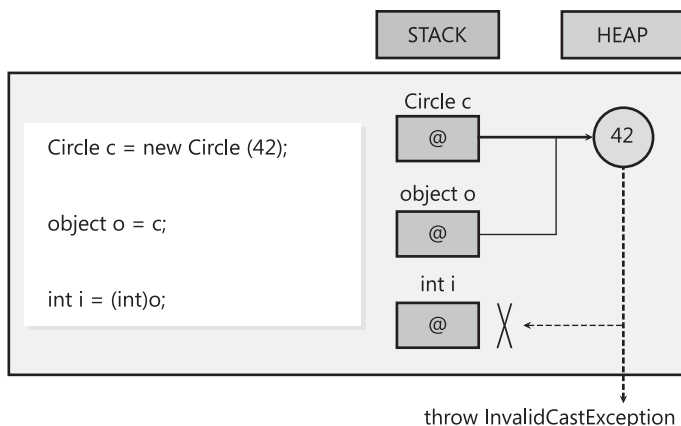 STACK
HEAP
Circle c
Circle c = new Circle (42);
@
42
object o
object o = c;
@
int i
int i = (int)o;
@
throw InvalidCastException